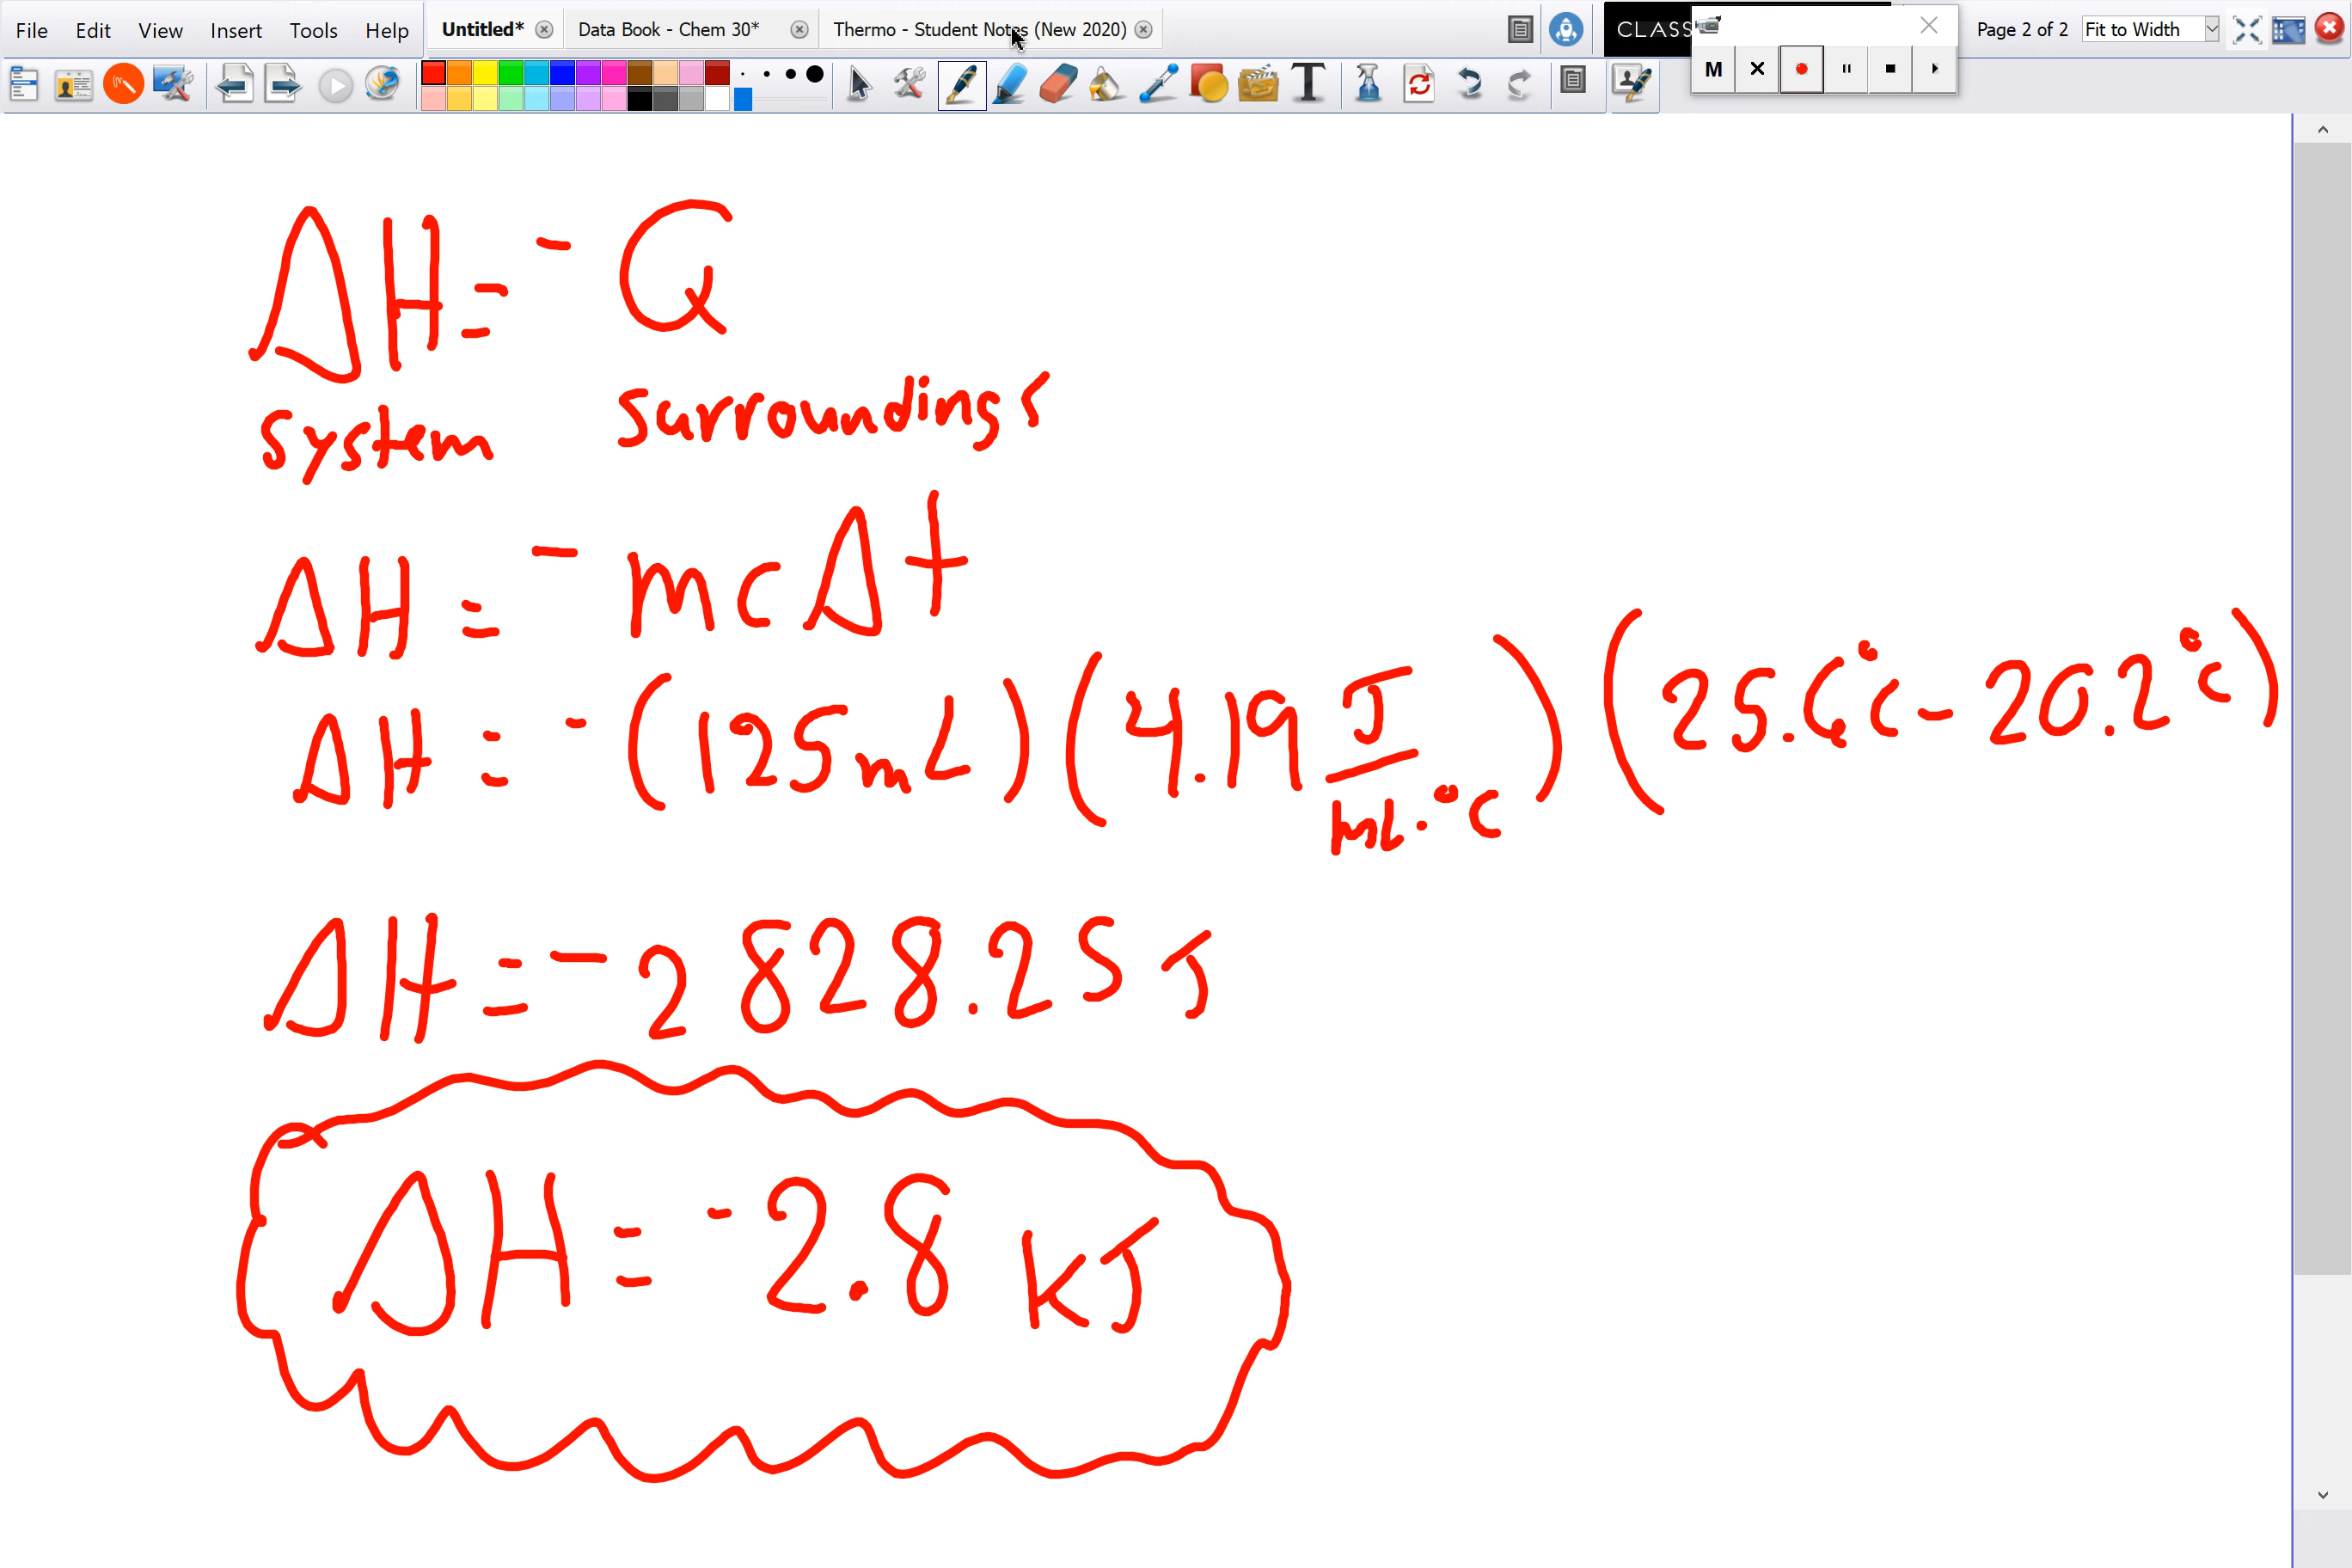 File Edit View Insert Tools Help Untitled* Data Book - Chem 30* Thermo - Student Notes (New 2020) CLASS Page 2 of 2 Fit to Width
M
T
ΔH = - Q
system surroundings
ΔH = - mcΔt
ΔH = - (125 mL) (4.19 J/mL·°C) (25.6°C - 20.2°C)
ΔH = - 2828.25 J
ΔH = - 2.8 kJ